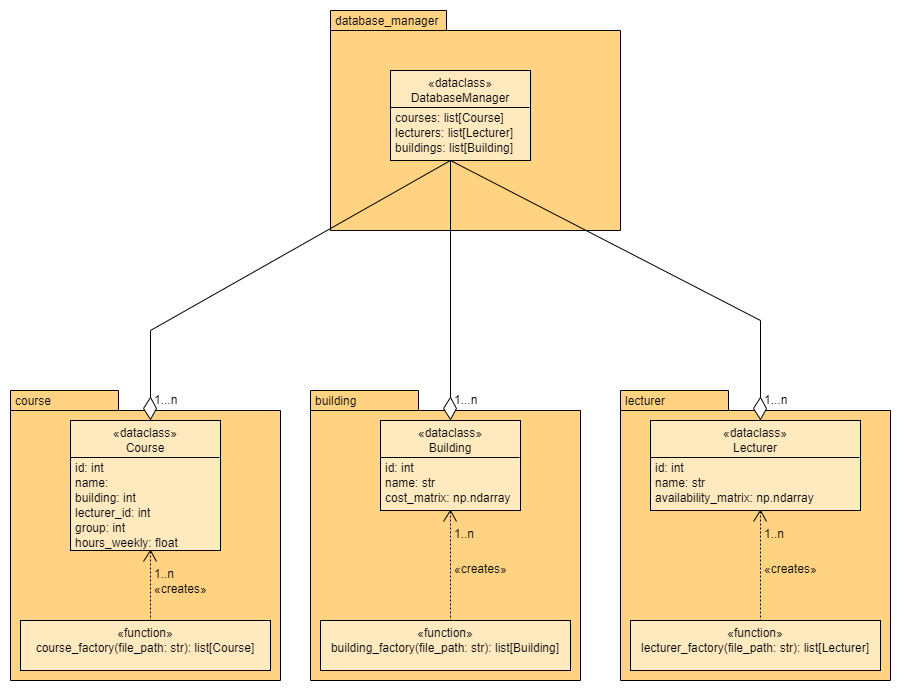 database_manager
«dataclass»
DatabaseManager
courses: list[Course]
lecturers: list[Lecturer]
buildings: list[Building]
course
1...n
«dataclass»
Course
id: int
name:
building: int
lecturer_id: int
group: int
hours_weekly: float
1..n
«creates»
«function»
course_factory(file_path: str): list[Course]
building
1...n
«dataclass»
Building
id: int
name: str
cost_matrix: np.ndarray
1..n
«creates»
«function»
building_factory(file_path: str): list[Building]
lecturer
1...n
«dataclass»
Lecturer
id: int
name: str
availability_matrix: np.ndarray
1..n
«creates»
«function»
lecturer_factory(file_path: str): list[Lecturer]